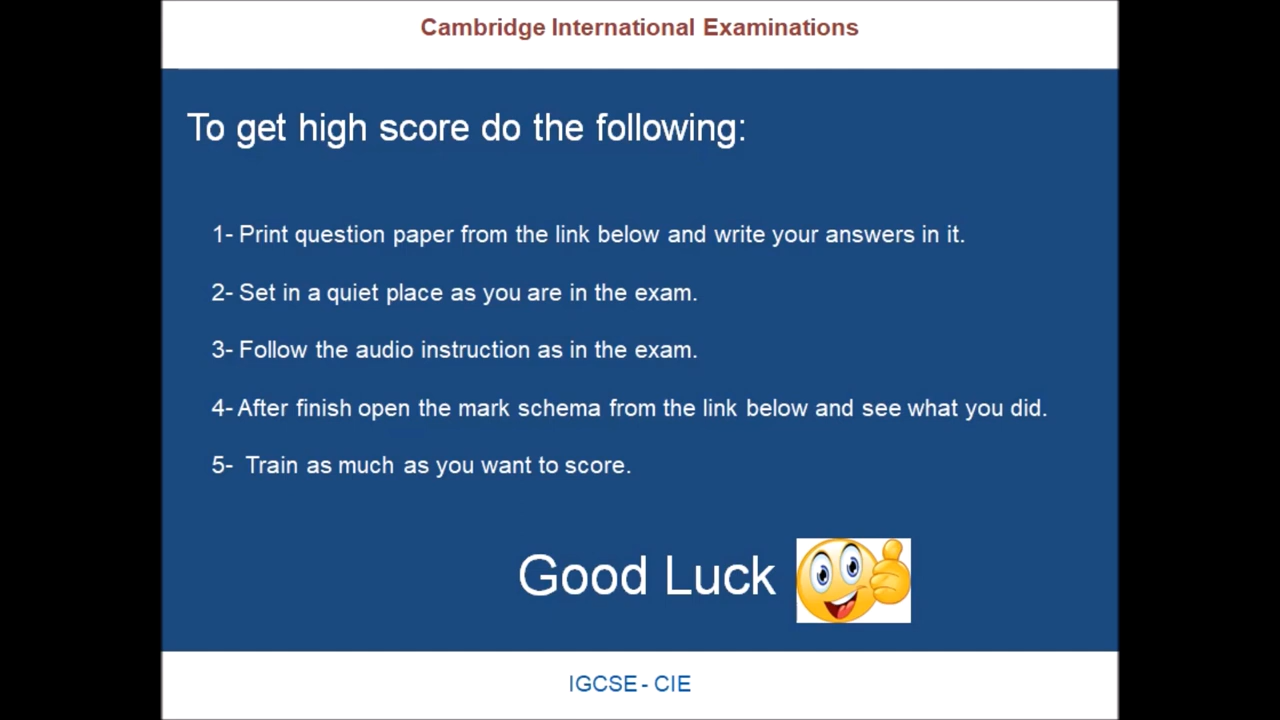 Cambridge International Examinations
To get high score do the following:
1- Print question paper from the link below and write your answers in it.
2- Set in a quiet place as you are in the exam.
3- Follow the audio instruction as in the exam.
4- After finish open the mark schema from the link below and see what you did.
5- Train as much as you want to score.
Good Luck
IGCSE - CIE